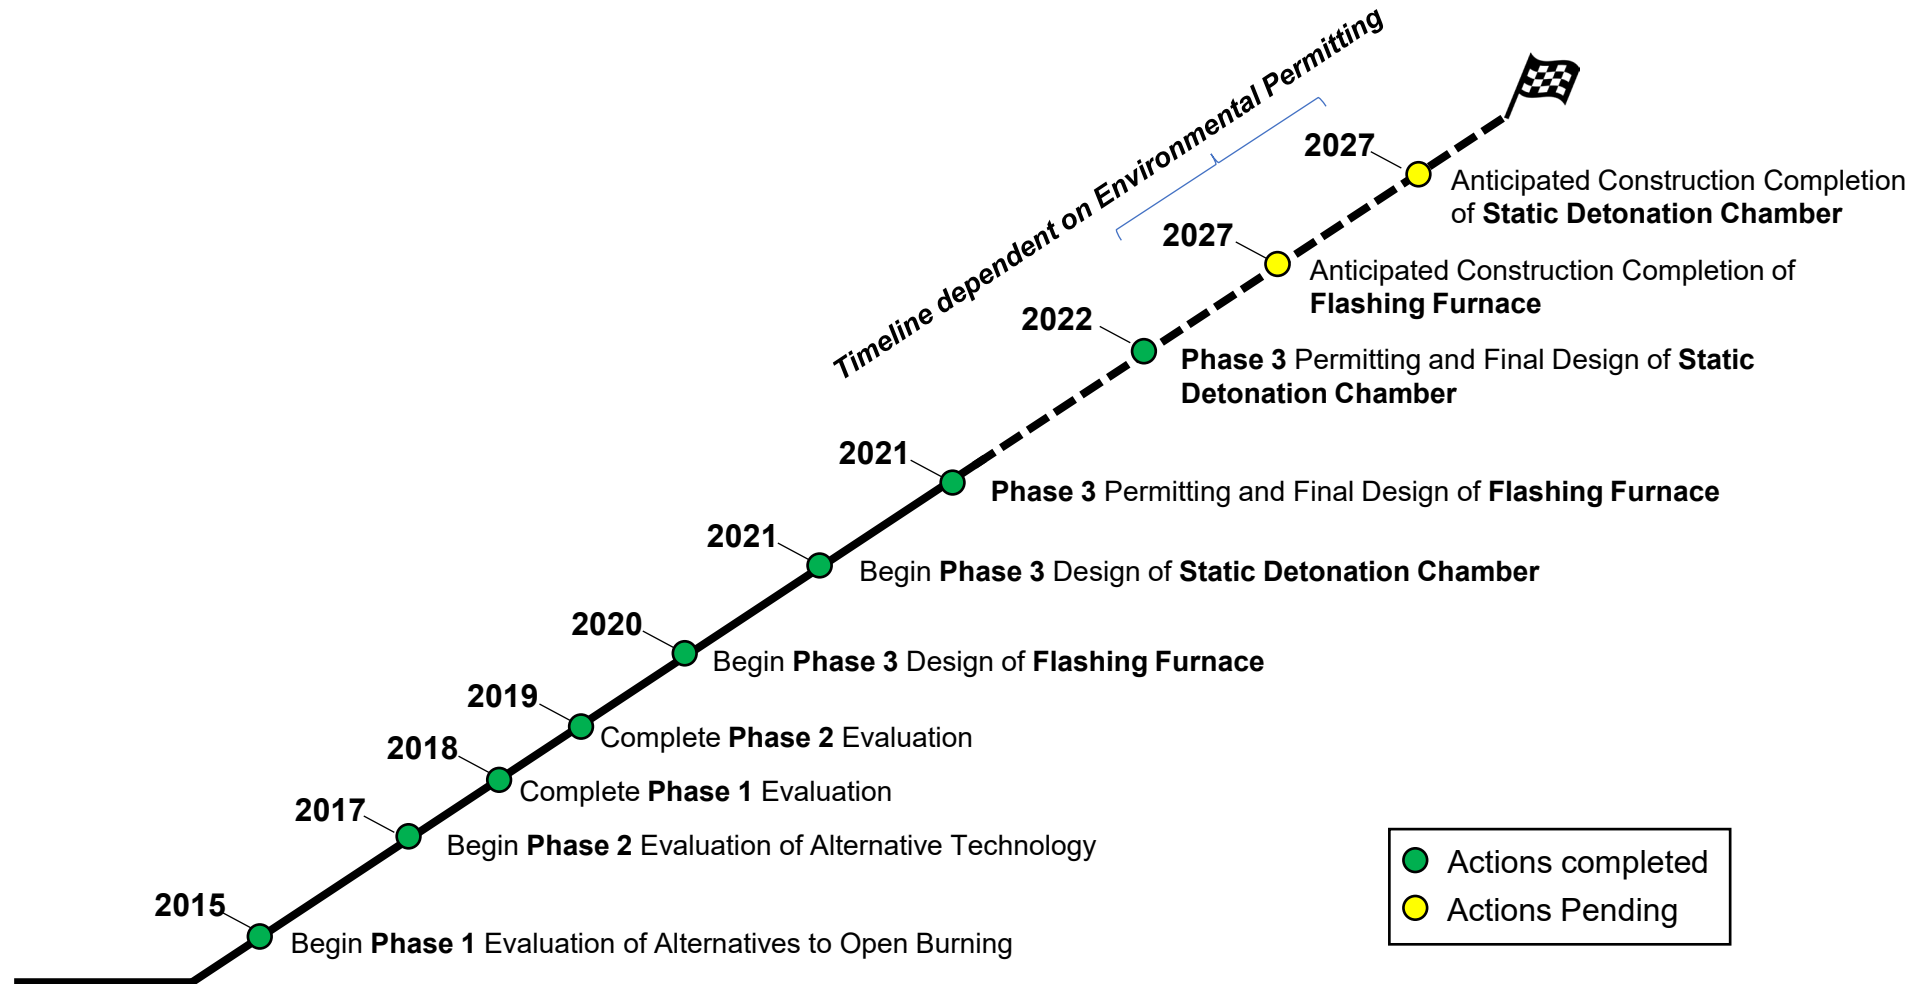 Timeline dependent on Environmental Permitting
2027
Anticipated Construction Completion
of Static Detonation Chamber
2027
Anticipated Construction Completion of
Flashing Furnace
2022
Phase 3 Permitting and Final Design of Static
Detonation Chamber
2021
Phase 3 Permitting and Final Design of Flashing Furnace
2021
Begin Phase 3 Design of Static Detonation Chamber
2020
Begin Phase 3 Design of Flashing Furnace
2019
Complete Phase 2 Evaluation
2018
Complete Phase 1 Evaluation
2017
Begin Phase 2 Evaluation of Alternative Technology
2015
Begin Phase 1 Evaluation of Alternatives to Open Burning
Actions completed
Actions Pending